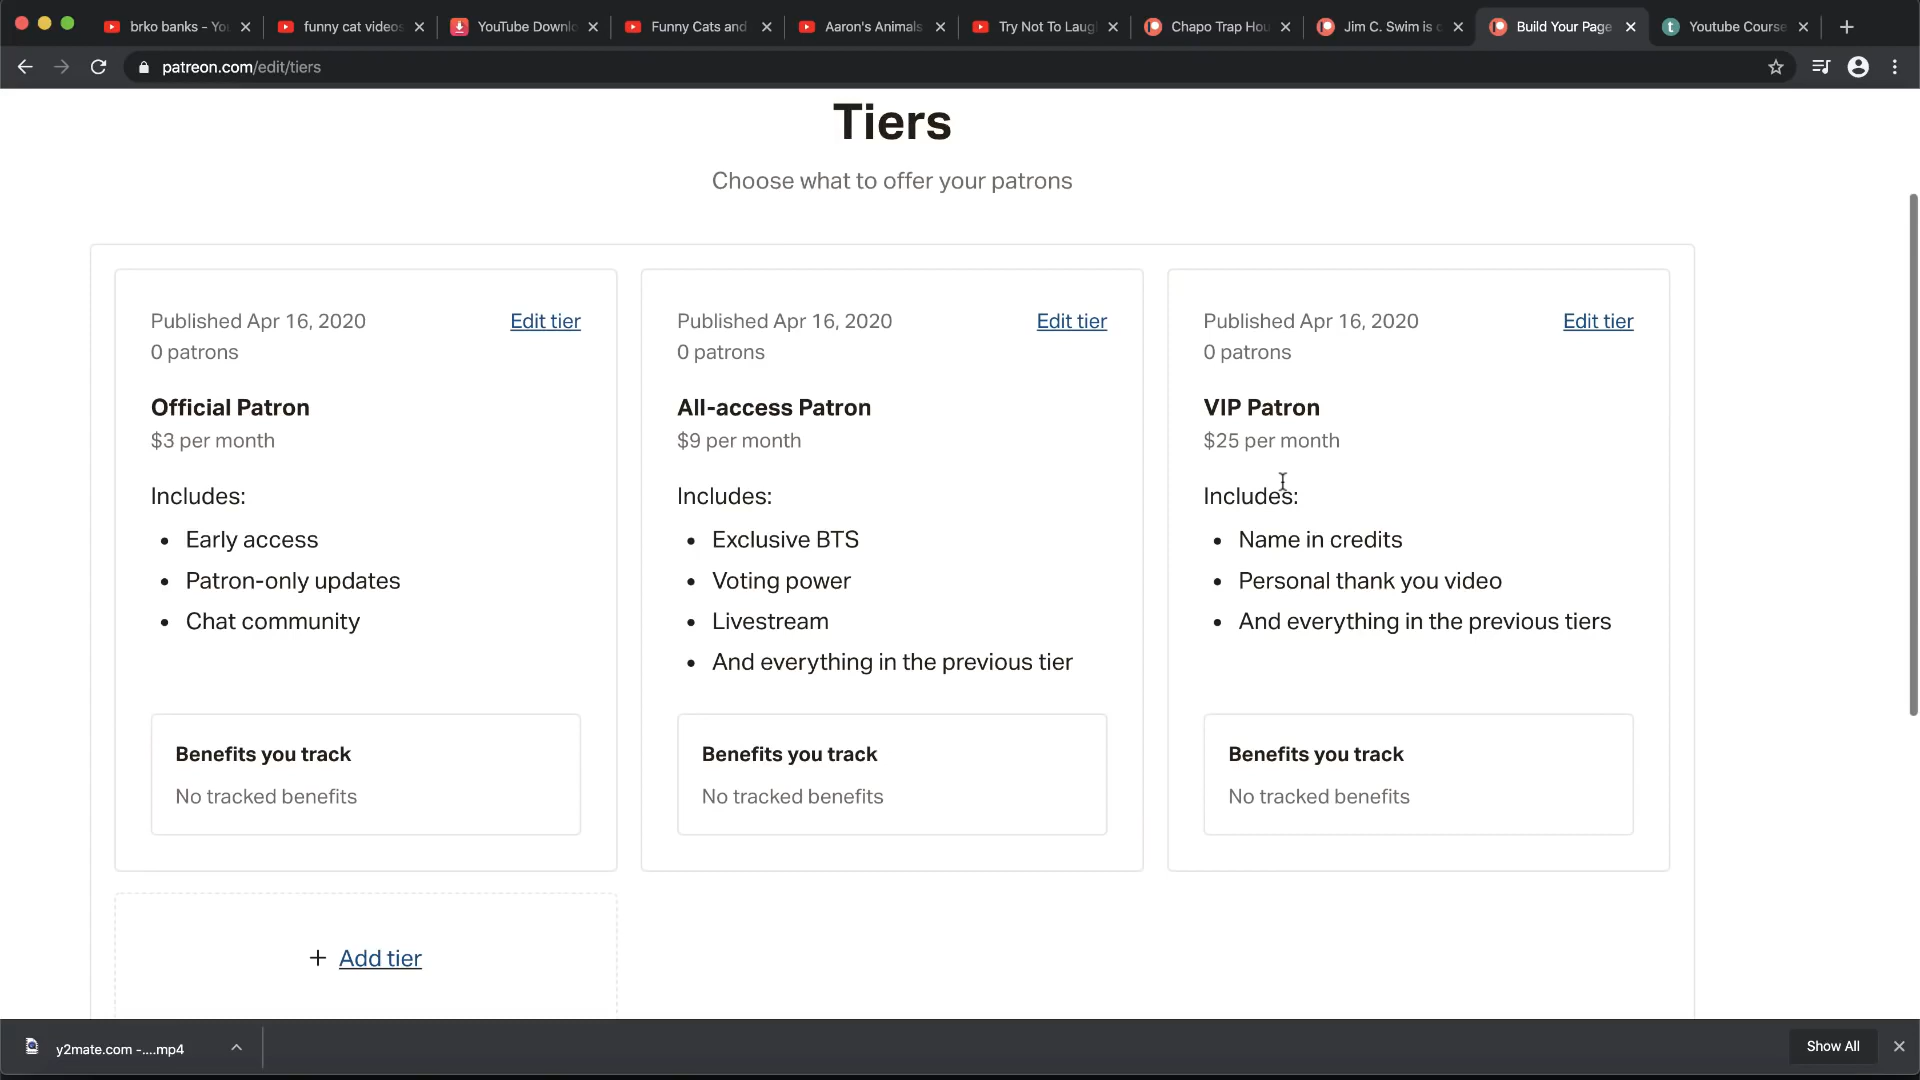 brko banks - Yo
funny cat videos
YouTube Downlo
Funny Cats and
Aaron's Animals
Try Not To Laug
Chapo Trap Hou
Jim C. Swim is c
Build Your Page
Youtube Course
patreon.com/edit/tiers
Tiers
Choose what to offer your patrons
Published Apr 16, 2020
Edit tier
0 patrons
Official Patron
$3 per month
Includes:
• Early access
• Patron-only updates
• Chat community
Benefits you track
No tracked benefits
Published Apr 16, 2020
Edit tier
0 patrons
All-access Patron
$9 per month
Includes:
• Exclusive BTS
• Voting power
• Livestream
• And everything in the previous tier
Benefits you track
No tracked benefits
Published Apr 16, 2020
Edit tier
0 patrons
VIP Patron
$25 per month
Includes:
• Name in credits
• Personal thank you video
• And everything in the previous tiers
Benefits you track
No tracked benefits
+ Add tier
y2mate.com -....mp4
Show All